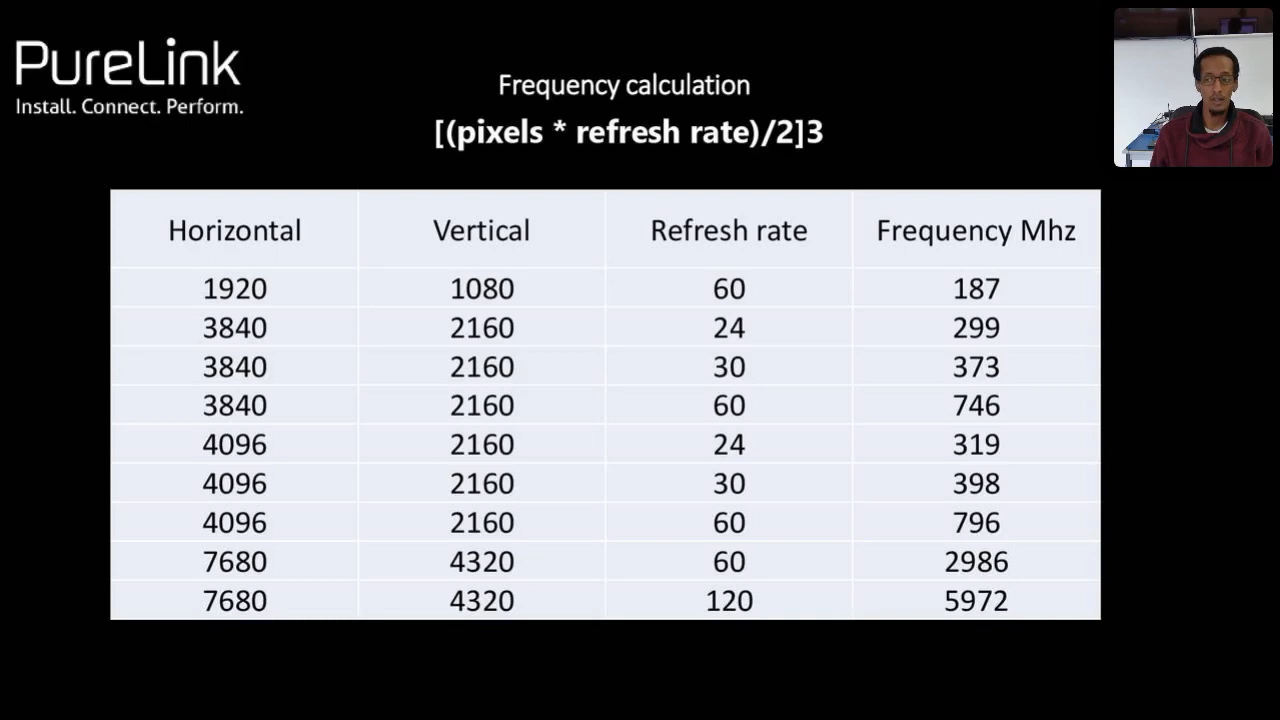 PureLink
Install. Connect. Perform.
Frequency calculation
[(pixels * refresh rate)/2]3
Horizontal Vertical Refresh rate Frequency Mhz
1920 1080 60 187
3840 2160 24 299
3840 2160 30 373
3840 2160 60 746
4096 2160 24 319
4096 2160 30 398
4096 2160 60 796
7680 4320 60 2986
7680 4320 120 5972